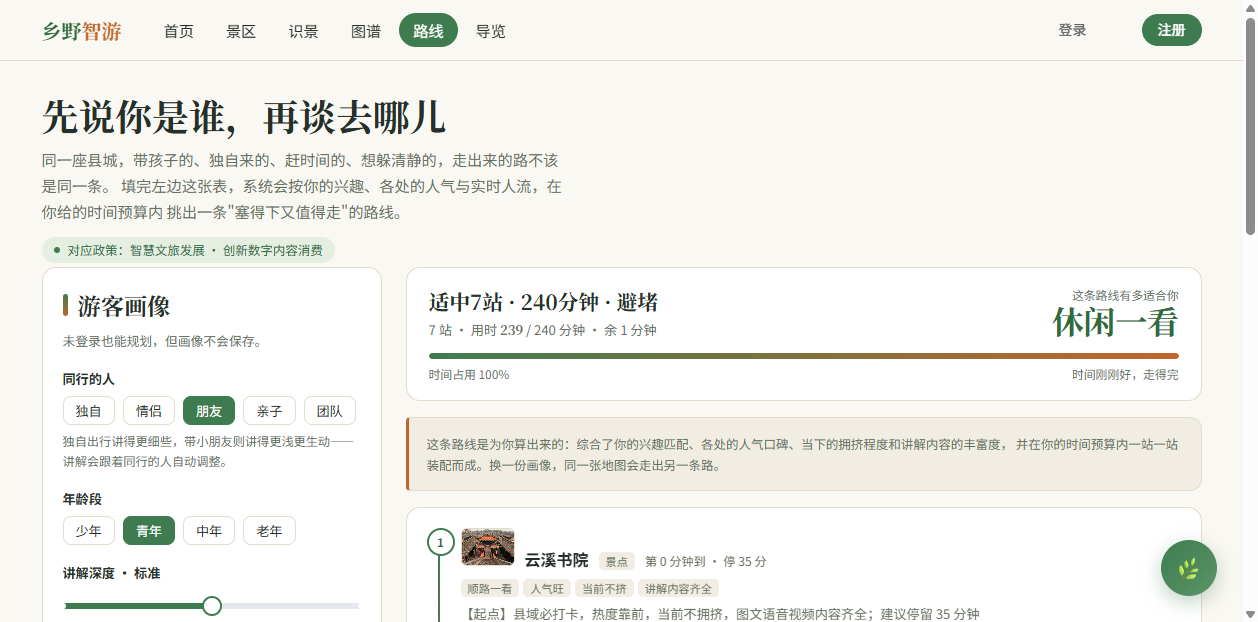 乡野智游
首页
景区
识景
图谱
路线
导览
登录
注册
先说你是谁，再谈去哪儿
同一座县城，带孩子的、独自来的、赶时间的、想躲清静的，走出来的路不该
是同一条。 填完左边这张表，系统会按你的兴趣、各处的人气与实时人流，在
你给的时间预算内 挑出一条"塞得下又值得走"的路线。
对应政策：智慧文旅发展 · 创新数字内容消费
游客画像
未登录也能规划，但画像不会保存。
同行的人
独自
情侣
朋友
亲子
团队
独自出行讲得更细些，带小朋友则讲得更浅更生动——
讲解会跟着同行的人自动调整。
年龄段
少年
青年
中年
老年
讲解深度 · 标准
适中7站 · 240分钟 · 避堵
7 站 · 用时 239 / 240 分钟 · 余 1 分钟
这条路线有多适合你
休闲一看
时间占用 100%
时间刚刚好，走得完
这条路线是为你算出来的：综合了你的兴趣匹配、各处的人气口碑、当下的拥挤程度和讲解内容的丰富度， 并在你的时间预算内一站一站
装配而成。换一份画像，同一张地图会走出另一条路。
1
云溪书院
景点
第 0 分钟到 · 停 35 分
顺路一看
人气旺
当前不挤
讲解内容齐全
【起点】县域必打卡，热度靠前，当前不拥挤，图文语音视频内容齐全；建议停留 35 分钟